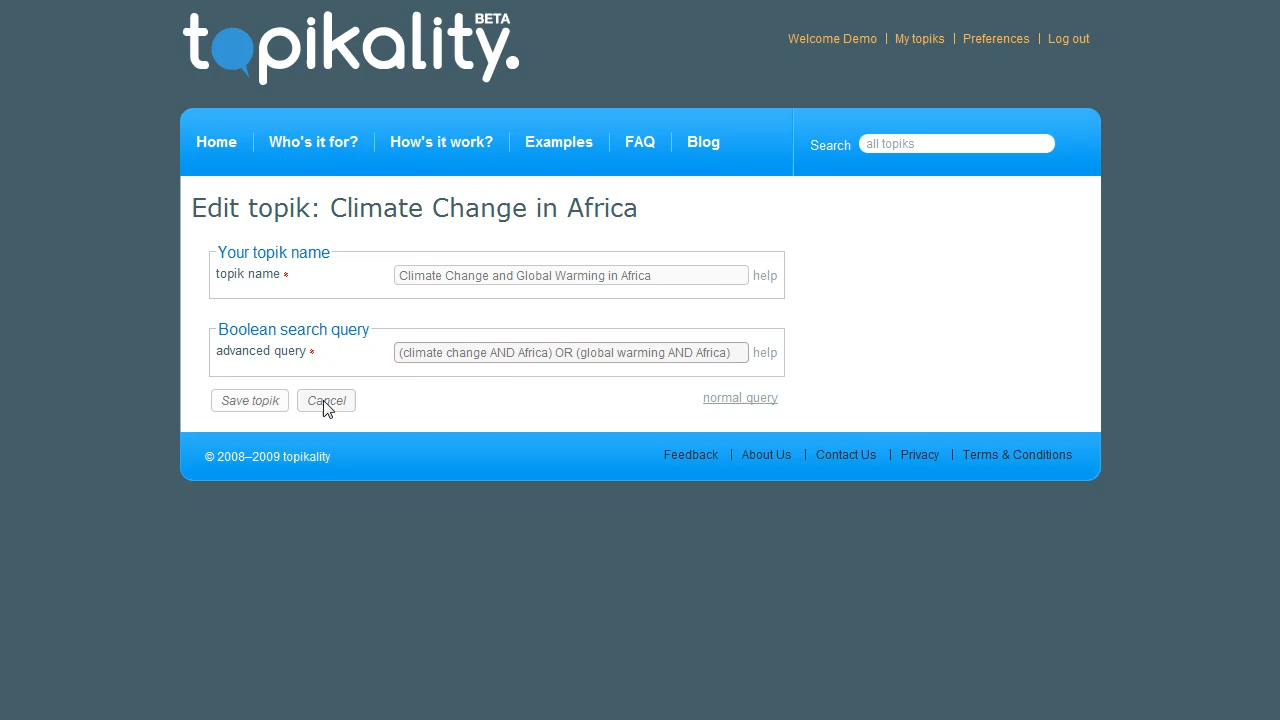 topikality.
BETA
Welcome Demo | My topiks | Preferences | Log out
Home Who's it for? How's it work? Examples FAQ Blog Search all topiks
Edit topik: Climate Change in Africa
Your topik name
topik name * Climate Change and Global Warming in Africa help
Boolean search query
advanced query * (climate change AND Africa) OR (global warming AND Africa) help
Save topik Cancel normal query
© 2008–2009 topikality Feedback | About Us | Contact Us | Privacy | Terms & Conditions